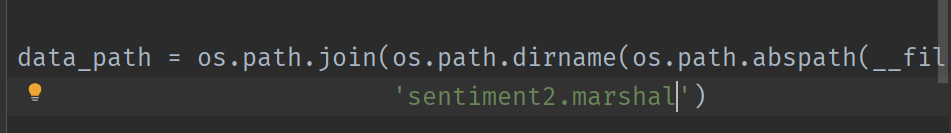 data_path = os.path.join(os.path.dirname(os.path.abspath(__fil
'sentiment2.marshal')